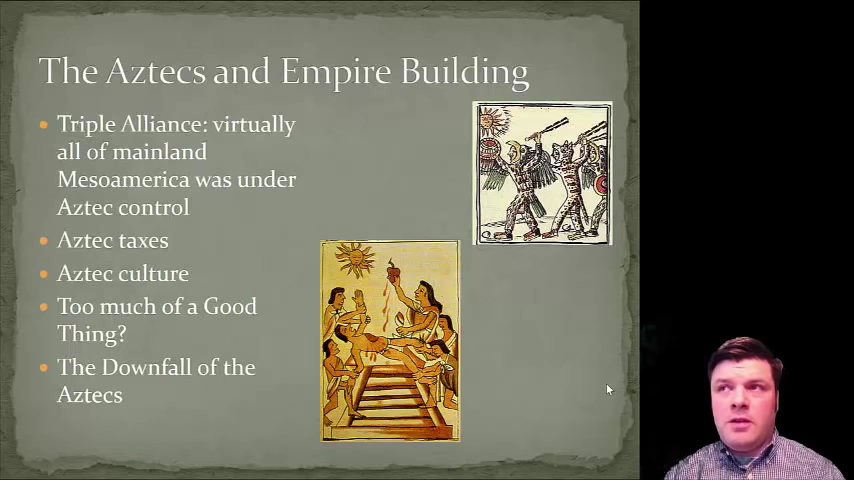 The Aztecs and Empire Building
Triple Alliance: virtually
all of mainland
Mesoamerica was under
Aztec control
Aztec taxes
Aztec culture
Too much of a Good
Thing?
The Downfall of the
Aztecs